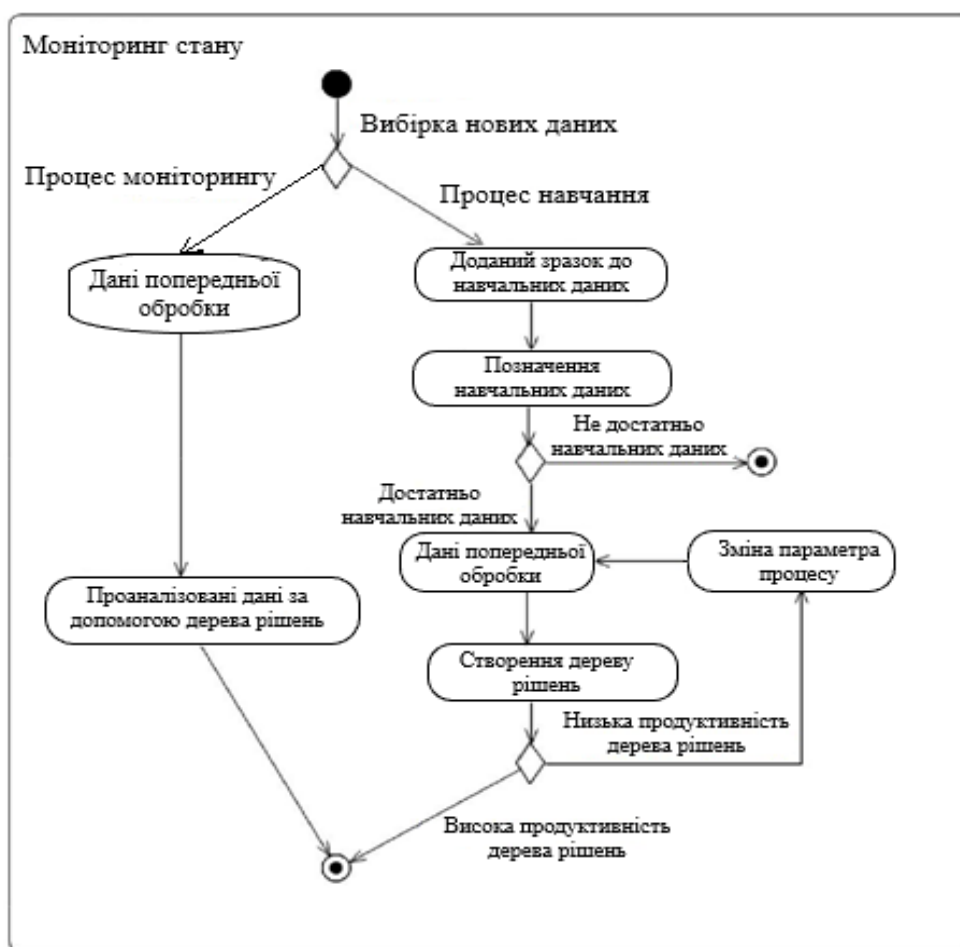 Моніторинг стану
Вибірка нових даних
Процес моніторингу
Процес навчання
Дані попередньої
обробки
Доданий зразок до
навчальних даних
Позначення
навчальних даних
Не достатньо
навчальних даних
Достатньо
навчальних даних
Дані попередньої
обробки
Зміна параметра
процесу
Проаналізовані дані за
допомогою дерева рішень
Створення дереву
рішень
Низька продуктивність
дерева рішень
Висока продуктивність
дерева рішень